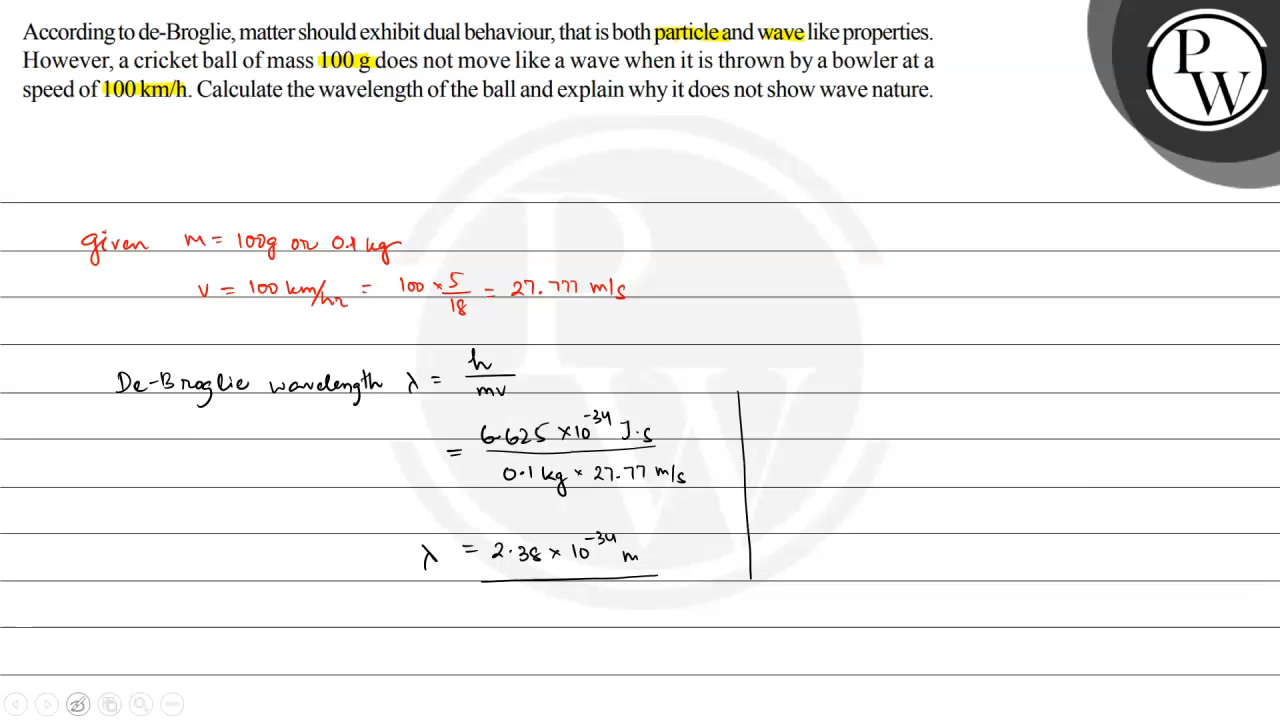 According to de-Broglie, matter should exhibit dual behaviour, that is both particle and wave like properties.
However, a cricket ball of mass 100 g does not move like a wave when it is thrown by a bowler at a
speed of 100 km/h. Calculate the wavelength of the ball and explain why it does not show wave nature.
P
W
given m = 100g or 0.1 kg
v = 100 km/hr = 100 × 5/18 = 27.777 m/s
De-Broglie wavelength λ = h/mv
= 6.625 × 10^-34 J.s / 0.1 kg × 27.77 m/s
λ = 2.38 × 10^-34 m